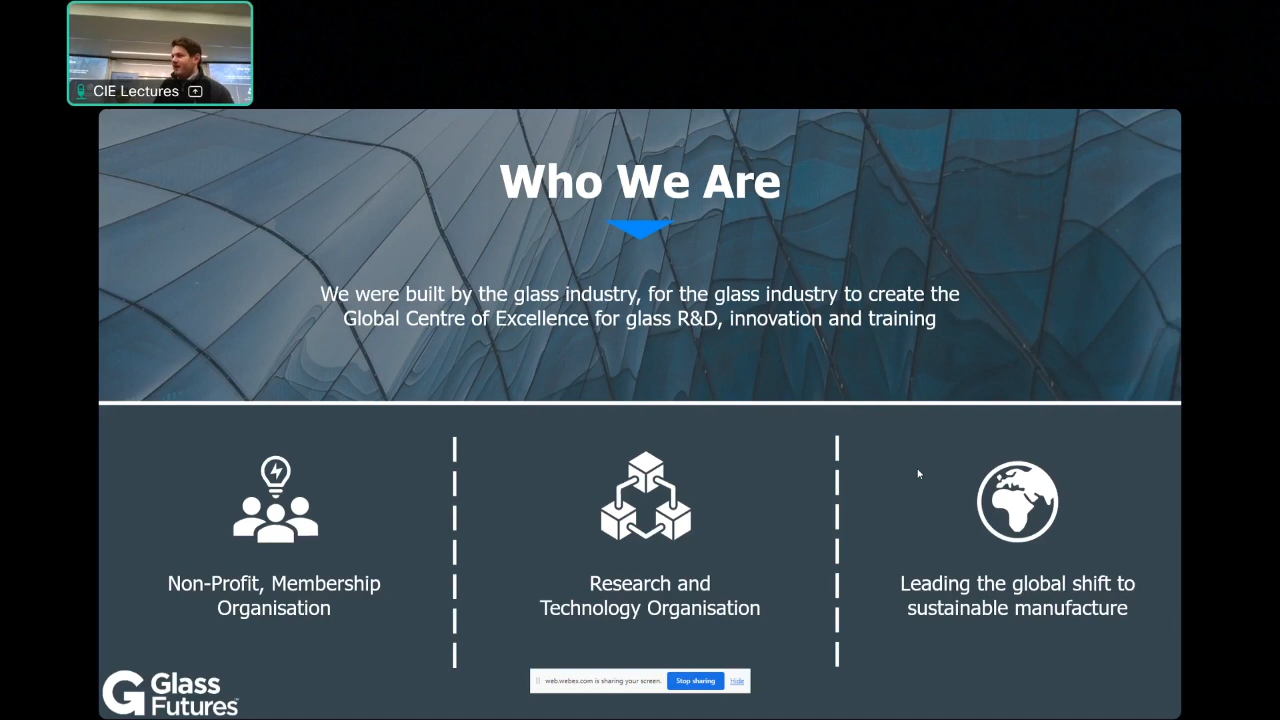 CIE Lectures
Who We Are
We were built by the glass industry, for the glass industry to create the
Global Centre of Excellence for glass R&D, innovation and training
Non-Profit, Membership
Organisation
Research and
Technology Organisation
Leading the global shift to
sustainable manufacture
Glass
Futures™
web.webex.com is sharing your screen.
Stop sharing
Hide